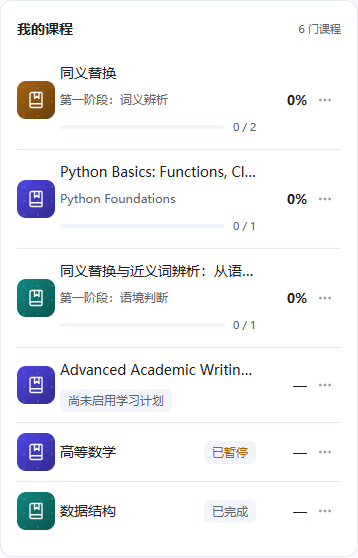 我的课程
6 门课程
同义替换
第一阶段：词义辨析
0%
0 / 2
Python Basics: Functions, Cl...
Python Foundations
0%
0 / 1
同义替换与近义词辨析：从语...
第一阶段：语境判断
0%
0 / 1
Advanced Academic Writin...
尚未启用学习计划
—
高等数学
已暂停
—
数据结构
已完成
—